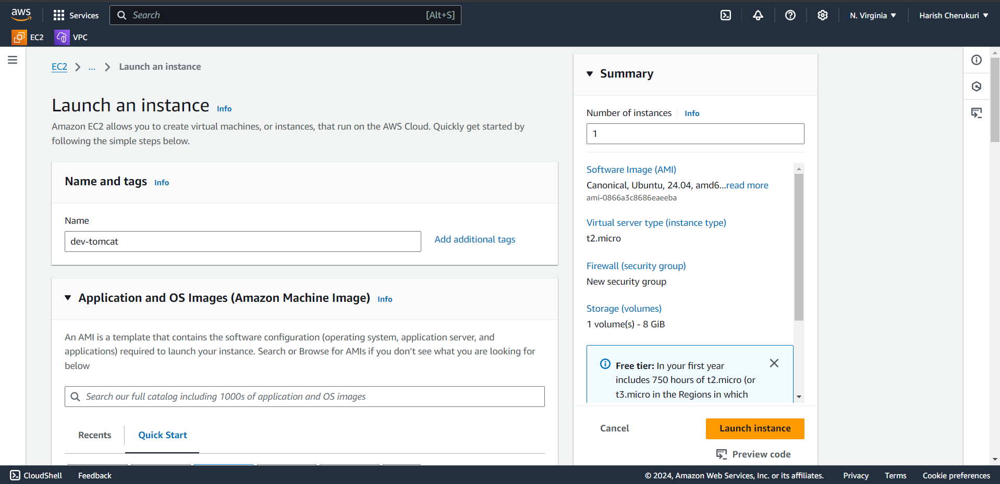 aws
Services
Search
[Alt+S]
N. Virginia
Harish Cherukuri
EC2
VPC
EC2
...
Launch an instance
Launch an instance Info
Amazon EC2 allows you to create virtual machines, or instances, that run on the AWS Cloud. Quickly get started by
following the simple steps below.
Name and tags Info
Name
dev-tomcat
Add additional tags
Application and OS Images (Amazon Machine Image) Info
An AMI is a template that contains the software configuration (operating system, application server, and
applications) required to launch your instance. Search or Browse for AMIs if you don’t see what you are looking for
below
Search our full catalog including 1000s of application and OS images
Recents
Quick Start
Summary
Number of instances Info
1
Software Image (AMI)
Canonical, Ubuntu, 24.04, amd6...read more
ami-0866a3c8686eaeeba
Virtual server type (instance type)
t2.micro
Firewall (security group)
New security group
Storage (volumes)
1 volume(s) - 8 GiB
Free tier: In your first year
includes 750 hours of t2.micro (or
t3.micro in the Regions in which
Cancel
Launch instance
Preview code
CloudShell
Feedback
© 2024, Amazon Web Services, Inc. or its affiliates.
Privacy
Terms
Cookie preferences